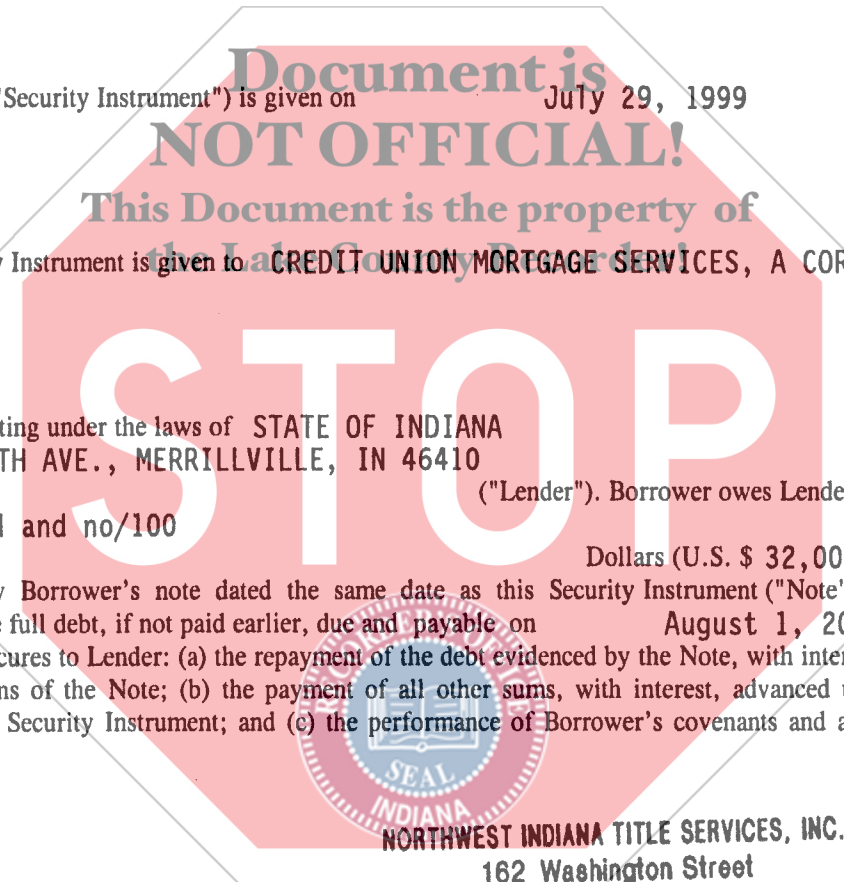 Document is
"Security Instrument") is given on July 29, 1999
NOT OFFICIAL!
This Document is the property of
the Lake County Recorder!
Instrument is given to CREDIT UNION MORTGAGE SERVICES, A COR
STOP
ting under the laws of STATE OF INDIANA
TH AVE., MERRILLVILLE, IN 46410
("Lender"). Borrower owes Lende
and no/100
Dollars (U.S. $ 32,00
Borrower's note dated the same date as this Security Instrument ("Note"
full debt, if not paid earlier, due and payable on August 1, 20
cures to Lender: (a) the repayment of the debt evidenced by the Note, with inter
ns of the Note; (b) the payment of all other sums, with interest, advanced
Security Instrument; and (c) the performance of Borrower's covenants and a
SEAL
INDIANA
NORTHWEST INDIANA TITLE SERVICES, INC.
162 Washington Street